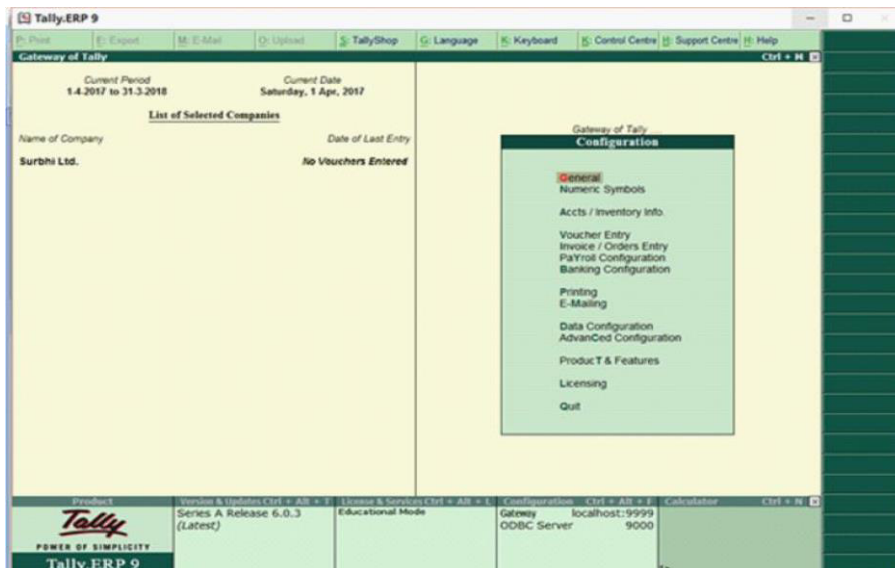 Tally.ERP 9
P: Print E: Export M: E-Mail O: Upload S: TallyShop G: Language K: Keyboard K: Control Centre H: Support Centre H: Help
Gateway of Tally Ctrl + M
Current Period Current Date
1-4-2017 to 31-3-2018 Saturday, 1 Apr, 2017
List of Selected Companies
Name of Company Date of Last Entry
Surbhi Ltd. No Vouchers Entered
Gateway of Tally ...
Configuration
General
Numeric Symbols
Accts / Inventory Info.
Voucher Entry
Invoice / Orders Entry
PaYroll Configuration
Banking Configuration
Printing
E-Mailing
Data Configuration
AdvanCed Configuration
ProducT & Features
Licensing
Quit
Product Version & Updates Ctrl + Alt + T License & Services Ctrl + Alt + L Configuration Ctrl + Alt + F Calculator Ctrl + N
Tally
POWER OF SIMPLICITY
Tally.ERP 9
Series A Release 6.0.3
(Latest)
Educational Mode
Gateway localhost:9999
ODBC Server 9000